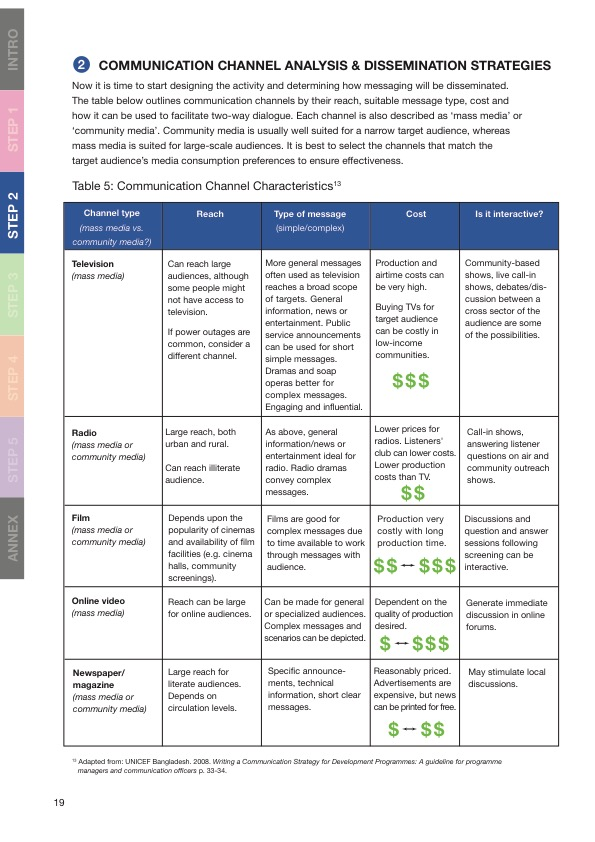 INTRO
STEP 1
STEP 2
STEP 3
STEP 4
STEP 5
ANNEX
2 COMMUNICATION CHANNEL ANALYSIS & DISSEMINATION STRATEGIES
Now it is time to start designing the activity and determining how messaging will be disseminated.
The table below outlines communication channels by their reach, suitable message type, cost and
how it can be used to facilitate two-way dialogue. Each channel is also described as ‘mass media’ or
‘community media’. Community media is usually well suited for a narrow target audience, whereas
mass media is suited for large-scale audiences. It is best to select the channels that match the
target audience’s media consumption preferences to ensure effectiveness.
Table 5: Communication Channel Characteristics¹³
Channel type
(mass media vs.
community media?)
Reach
Type of message
(simple/complex)
Cost
Is it interactive?
Television
(mass media)
Can reach large
audiences, although
some people might
not have access to
television.
If power outages are
common, consider a
different channel.
More general messages
often used as television
reaches a broad scope
of targets. General
information, news or
entertainment. Public
service announcements
can be used for short
simple messages.
Dramas and soap
operas better for
complex messages.
Engaging and influential.
Production and
airtime costs can
be very high.
Buying TVs for
target audience
can be costly in
low-income
communities.
$$$
Community-based
shows, live call-in
shows, debates/dis-
cussion between a
cross sector of the
audience are some
of the possibilities.
Radio
(mass media or
community media)
Large reach, both
urban and rural.
Can reach illiterate
audience.
As above, general
information/news or
entertainment ideal for
radio. Radio dramas
convey complex
messages.
Lower prices for
radios. Listeners'
club can lower costs.
Lower production
costs than TV.
$$
Call-in shows,
answering listener
questions on air and
community outreach
shows.
Film
(mass media or
community media)
Depends upon the
popularity of cinemas
and availability of film
facilities (e.g. cinema
halls, community
screenings).
Films are good for
complex messages due
to time available to work
through messages with
audience.
Production very
costly with long
production time.
$$ ↔ $$$
Discussions and
question and answer
sessions following
screening can be
interactive.
Online video
(mass media)
Reach can be large
for online audiences.
Can be made for general
or specialized audiences.
Complex messages and
scenarios can be depicted.
Dependent on the
quality of production
desired.
$ ↔ $$$
Generate immediate
discussion in online
forums.
Newspaper/
magazine
(mass media or
community media)
Large reach for
literate audiences.
Depends on
circulation levels.
Specific announce-
ments, technical
information, short clear
messages.
Reasonably priced.
Advertisements are
expensive, but news
can be printed for free.
$ ↔ $$
May stimulate local
discussions.
¹³ Adapted from: UNICEF Bangladesh. 2008. Writing a Communication Strategy for Development Programmes: A guideline for programme
managers and communication officers p. 33-34.
19